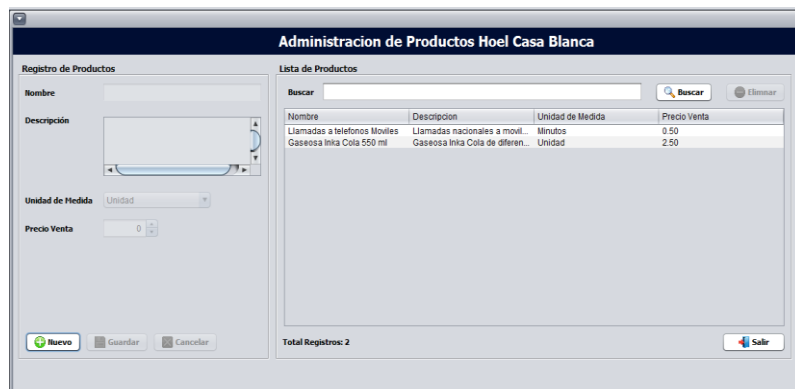 Administracion de Productos Hoel Casa Blanca
Registro de Productos
Nombre
Descripción
Unidad de Medida Unidad
Precio Venta 0
Nuevo Guardar Cancelar
Lista de Productos
Buscar Buscar Elimnar
Nombre Descripcion Unidad de Medida Precio Venta
Llamadas a telefonos Moviles Llamadas nacionales a movil... Minutos 0.50
Gaseosa Inka Cola 550 ml Gaseosa Inka Cola de diferen... Unidad 2.50
Total Registros: 2 Salir